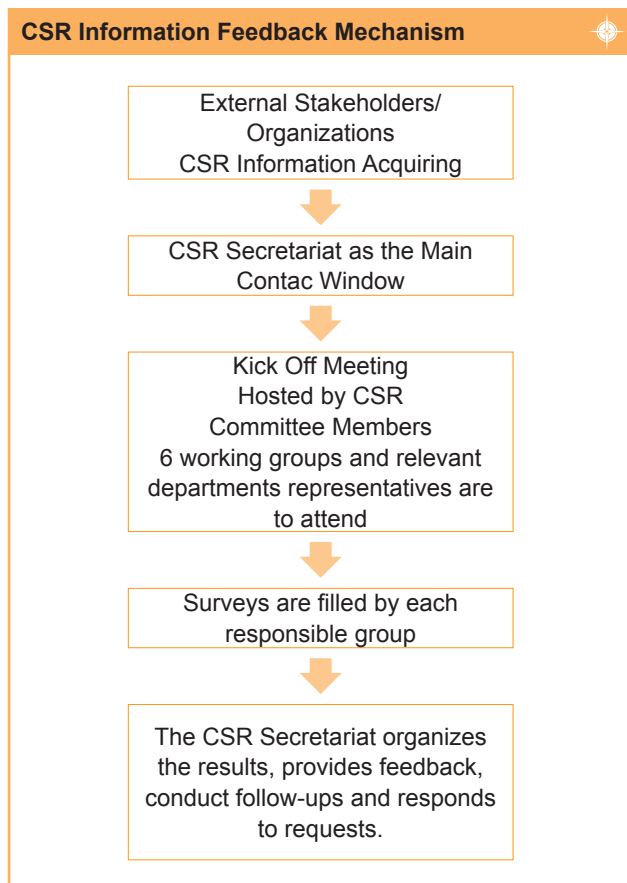 CSR Information Feedback Mechanism
External Stakeholders/
Organizations
CSR Information Acquiring
CSR Secretariat as the Main
Contac Window
Kick Off Meeting
Hosted by CSR
Committee Members
6 working groups and relevant
departments representatives are
to attend
Surveys are filled by each
responsible group
The CSR Secretariat organizes
the results, provides feedback,
conduct follow-ups and responds
to requests.